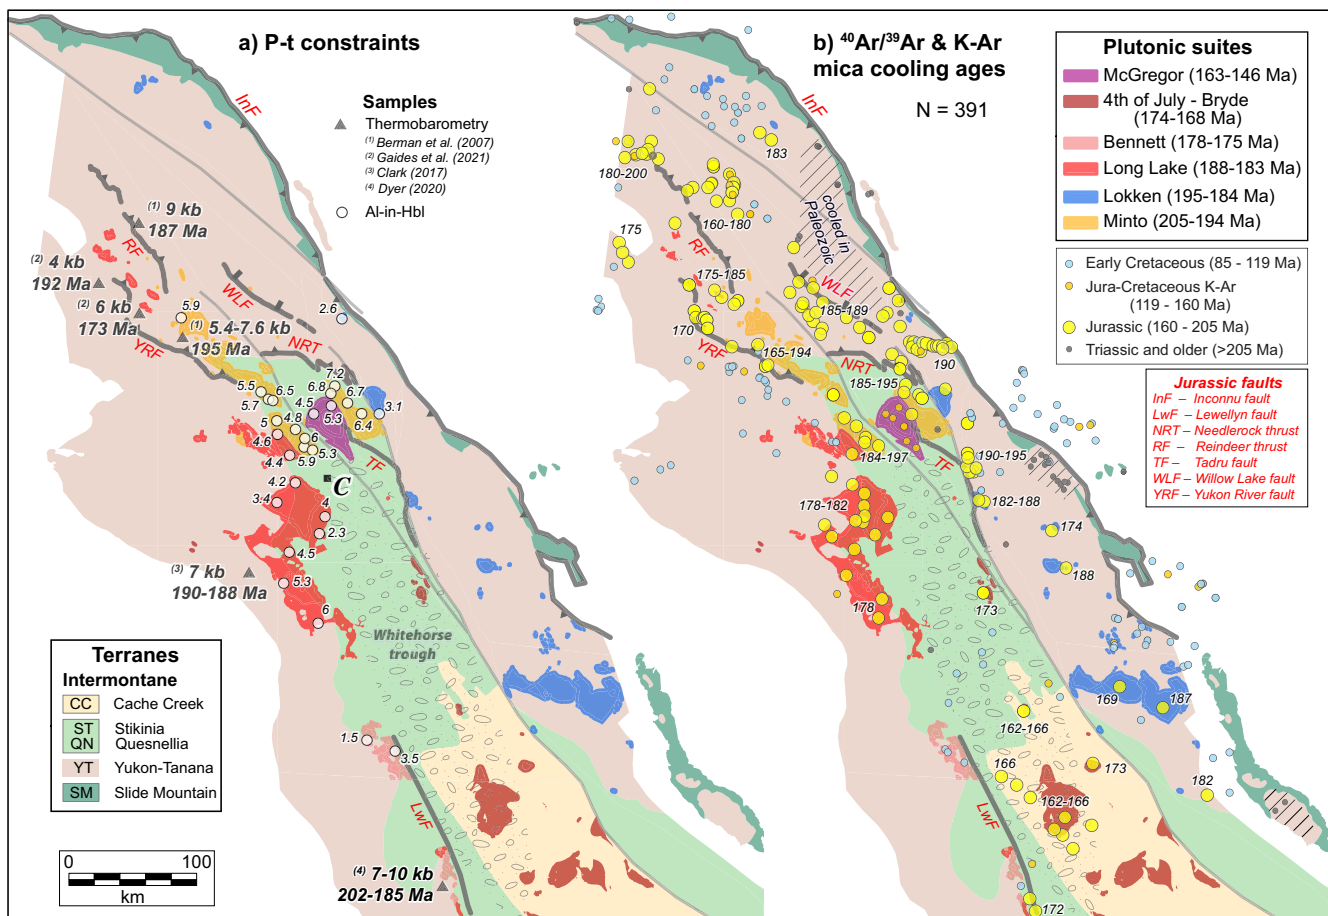 a) P-t constraints
Samples
Thermobarometry
(1) Berman et al. (2007)
(2) Gaides et al. (2021)
(3) Clark (2017)
(4) Dyer (2020)
Al-in-Hbl
InF
(1) 9 kb
187 Ma
RF
(2) 4 kb
192 Ma
(2) 6 kb
173 Ma
5.9
(1) 5.4-7.6 kb
195 Ma
WLF
2.6
YRF
NRT
7.2
6.8
6.7
5.5
6.5
5.7
4.5
5.3
3.1
6.4
5
4.8
6
4.6
5.3
5.9
4.4
TF
C
4.2
3.4
4
2.3
4.5
(3) 7 kb
190-188 Ma
5.3
6
Whitehorse
trough
1.5
3.5
LwF
(4) 7-10 kb
202-185 Ma
Terranes
Intermontane
CC Cache Creek
ST Stikinia
QN Quesnellia
YT Yukon-Tanana
SM Slide Mountain
0 100
km
b) 40Ar/39Ar & K-Ar
mica cooling ages
N = 391
InF
183
180-200
cooled in
Paleozoic
160-180
175
RF
175-185
WLF
185-189
170
YRF
165-194
NRT
190
185-195
184-197
TF
190-195
182-188
178-182
174
188
178
173
169
187
162-166
166
173
182
162-166
LwF
172
Plutonic suites
McGregor (163-146 Ma)
4th of July - Bryde
(174-168 Ma)
Bennett (178-175 Ma)
Long Lake (188-183 Ma)
Lokken (195-184 Ma)
Minto (205-194 Ma)
Early Cretaceous (85 - 119 Ma)
Jura-Cretaceous K-Ar
(119 - 160 Ma)
Jurassic (160 - 205 Ma)
Triassic and older (>205 Ma)
Jurassic faults
InF – Inconnu fault
LwF – Lewellyn fault
NRT – Needlerock thrust
RF – Reindeer thrust
TF – Tadru fault
WLF – Willow Lake fault
YRF – Yukon River fault